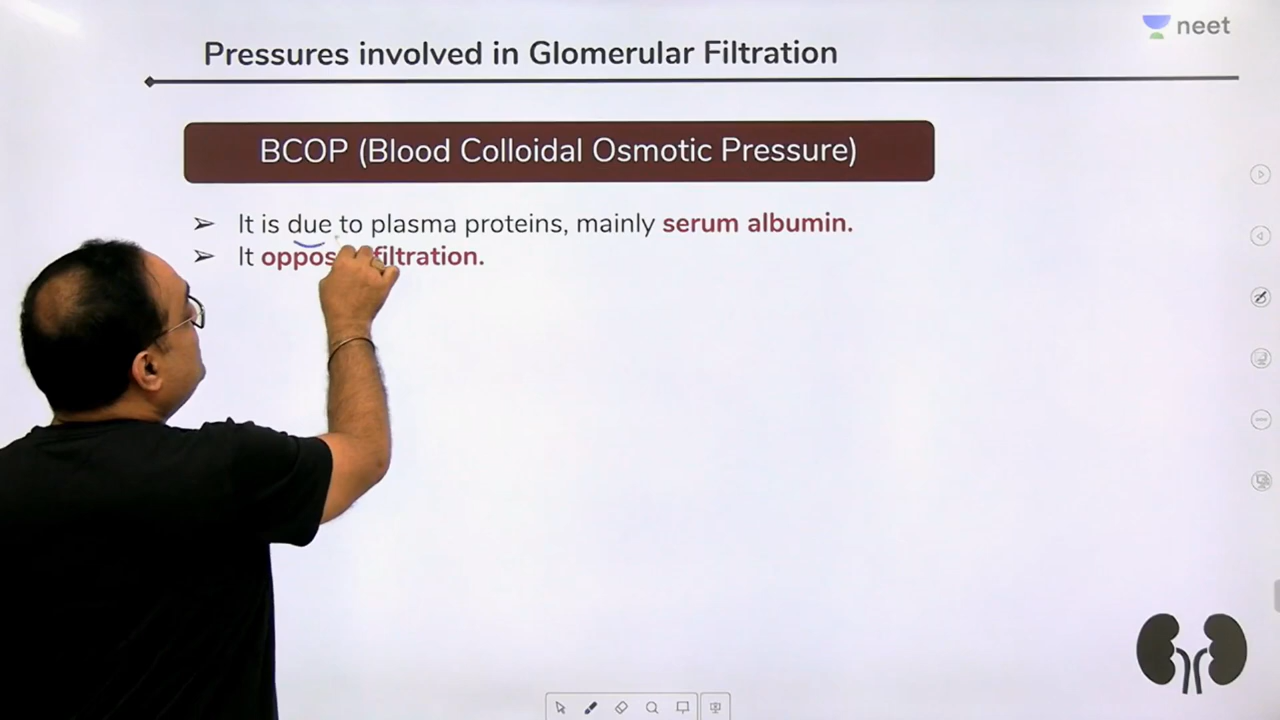 neet
Pressures involved in Glomerular Filtration
BCOP (Blood Colloidal Osmotic Pressure)
➢ It is due to plasma proteins, mainly serum albumin.
➢ It filtration.